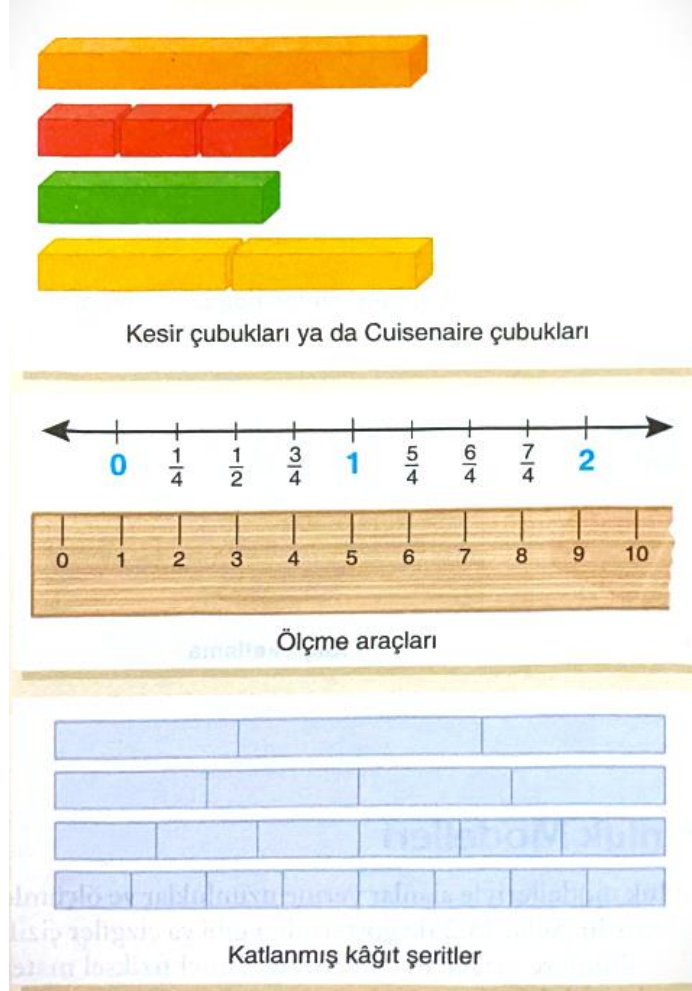 Kesir çubukları ya da Cuisenaire çubukları
0 1/4 1/2 3/4 1 5/4 6/4 7/4 2
0 1 2 3 4 5 6 7 8 9 10
Ölçme araçları
Katlanmış kâğıt şeritler